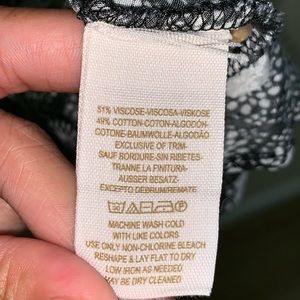 51% VISCOSE-VISCOSA-VISKOSE
49% COTTON-COTON-ALGODÓN-
COTONE-BAUMWOLLE-ALGODÃO
EXCLUSIVE OF TRIM-
SAUF BORDURE-SIN RIBETES-
TRANNE LA FINITURA-
AUSSER BESATZ-
EXCEPTO DEBRUM/REMATE
MACHINE WASH COLD
WITH LIKE COLORS
USE ONLY NON-CHLORINE BLEACH
RESHAPE & LAY FLAT TO DRY
LOW IRON AS NEEDED
MAY BE DRY CLEANED